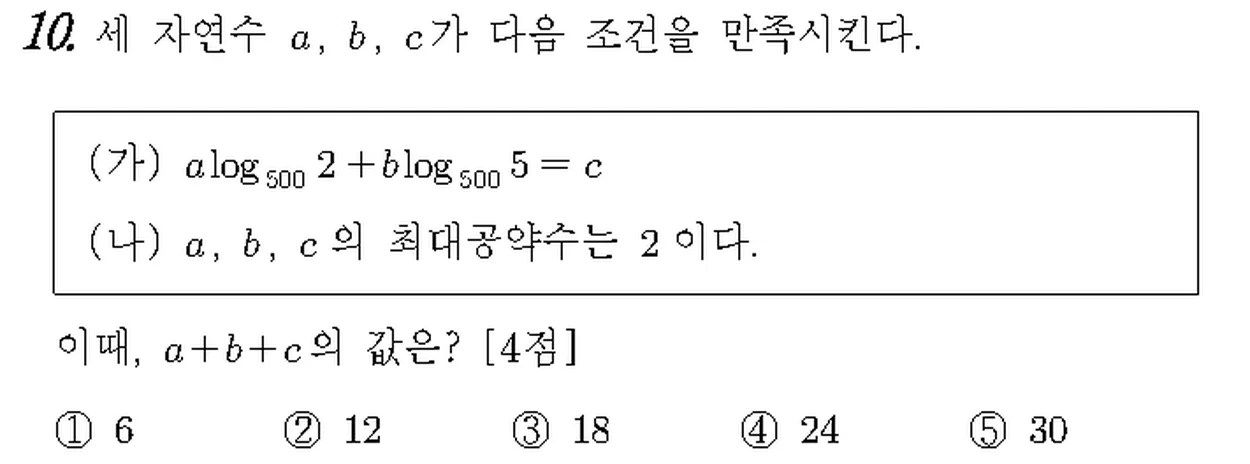 10. 세 자연수 a, b, c가 다음 조건을 만족시킨다.
(가) a log₅₀₀ 2 + b log₅₀₀ 5 = c
(나) a, b, c의 최대공약수는 2 이다.
이때, a+b+c의 값은? [4점]
① 6 ② 12 ③ 18 ④ 24 ⑤ 30